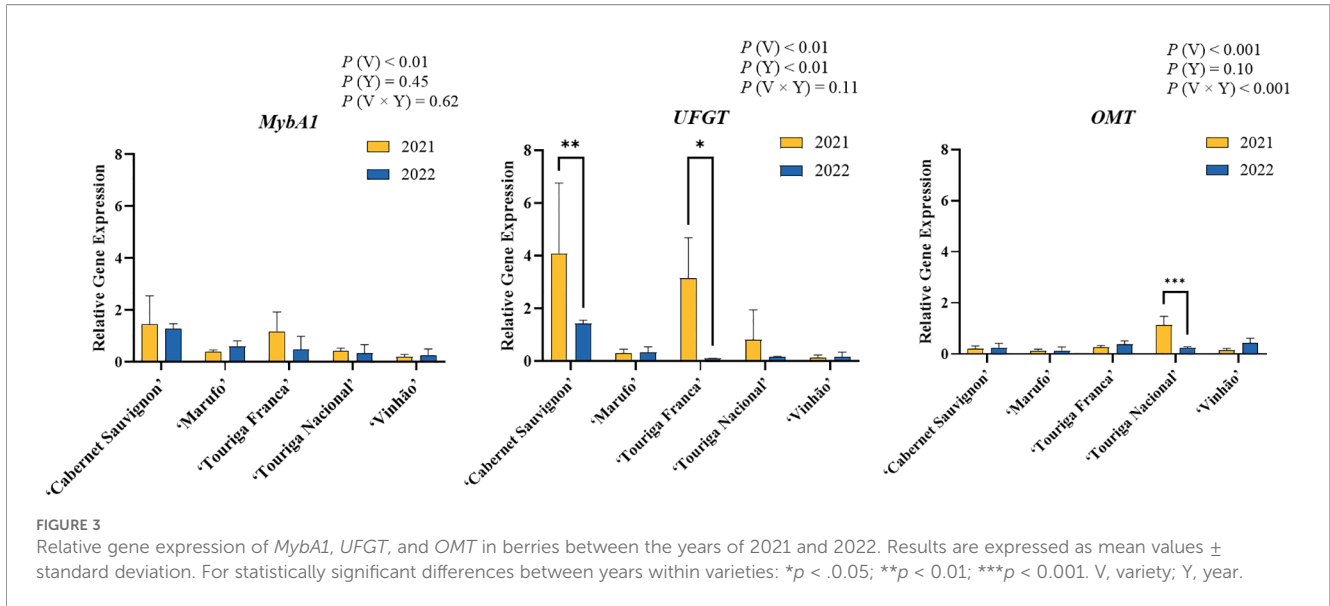 P (V) < 0.01
P (Y) = 0.45
P (V × Y) = 0.62
MybA1
2021
2022
Relative Gene Expression
8
6
4
2
0
'Cabernet Sauvignon'
'Marufo'
'Touriga Franca'
'Touriga Nacional'
'Vinhão'
P (V) < 0.01
P (Y) < 0.01
P (V × Y) = 0.11
UFGT
2021
2022
Relative Gene Expression
8
6
4
2
0
**
*
'Cabernet Sauvignon'
'Marufo'
'Touriga Franca'
'Touriga Nacional'
'Vinhão'
P (V) < 0.001
P (Y) = 0.10
P (V × Y) < 0.001
OMT
2021
2022
Relative Gene Expression
8
6
4
2
0
***
'Cabernet Sauvignon'
'Marufo'
'Touriga Franca'
'Touriga Nacional'
'Vinhão'
FIGURE 3
Relative gene expression of MybA1, UFGT, and OMT in berries between the years of 2021 and 2022. Results are expressed as mean values ±
standard deviation. For statistically significant differences between years within varieties: *p < .0.05; **p < 0.01; ***p < 0.001. V, variety; Y, year.